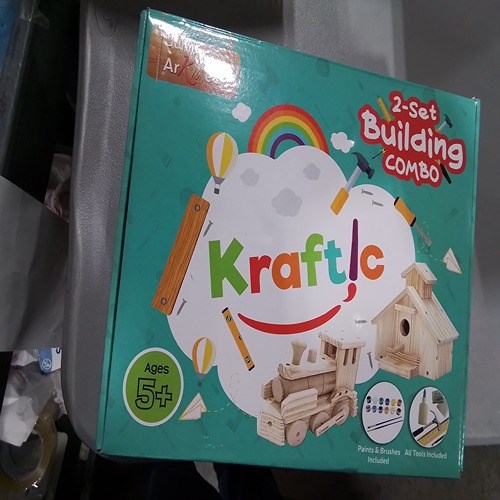 2-Set
Building
COMBO
Kraftic
Ages
5+
Paints & Brushes
Included
All Tools Included